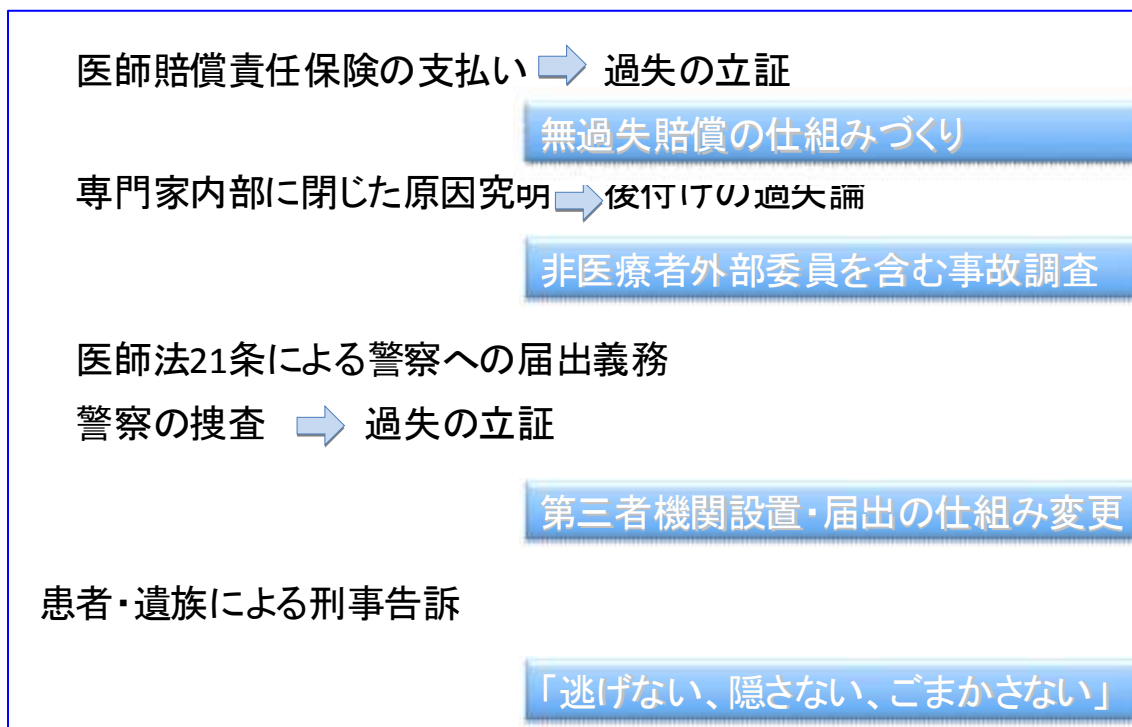 医師賠償責任保険の支払い 過失の立証
無過失賠償の仕組みづくり
専門家内部に閉じた原因究明 後付けの過失論
非医療者外部委員を含む事故調査
医師法21条による警察への届出義務
警察の捜査 過失の立証
第三者機関設置・届出の仕組み変更
患者・遺族による刑事告訴
「逃げない、隠さない、ごまかさない」